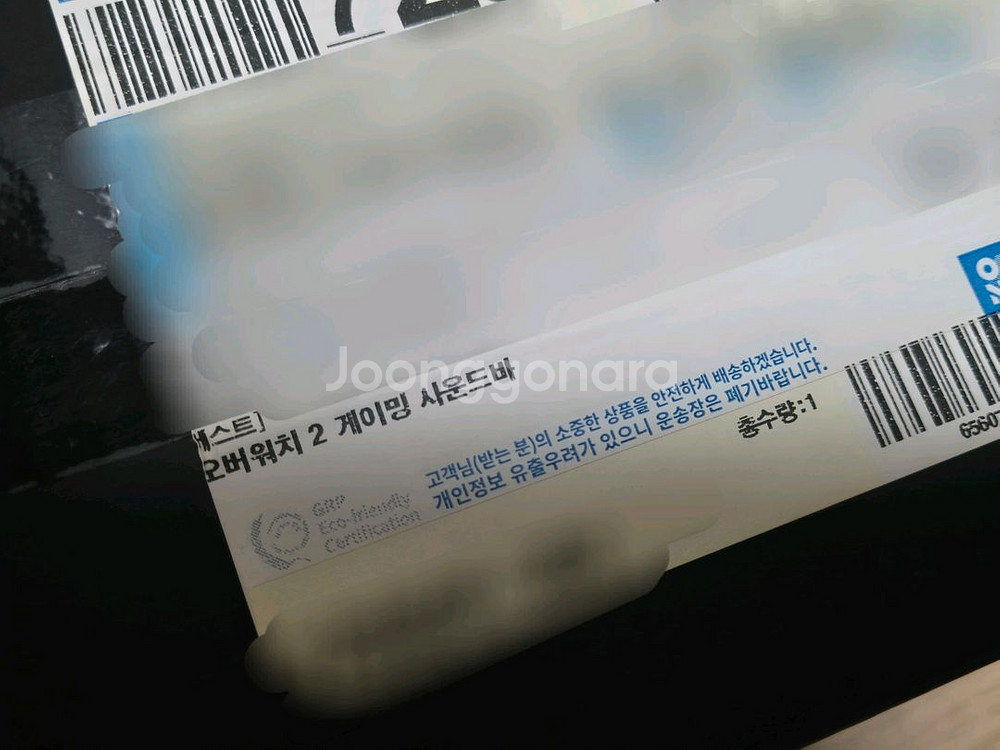 Joonggonara
ㅔ스트]
오버워치 2 게이밍 사운드바
고객님(받는 분)의 소중한 상품을 안전하게 배송하겠습니다.
개인정보 유출우려가 있으니 운송장은 폐기바랍니다.
총수량:1
GRP
Eco-friendly
Certification
6560